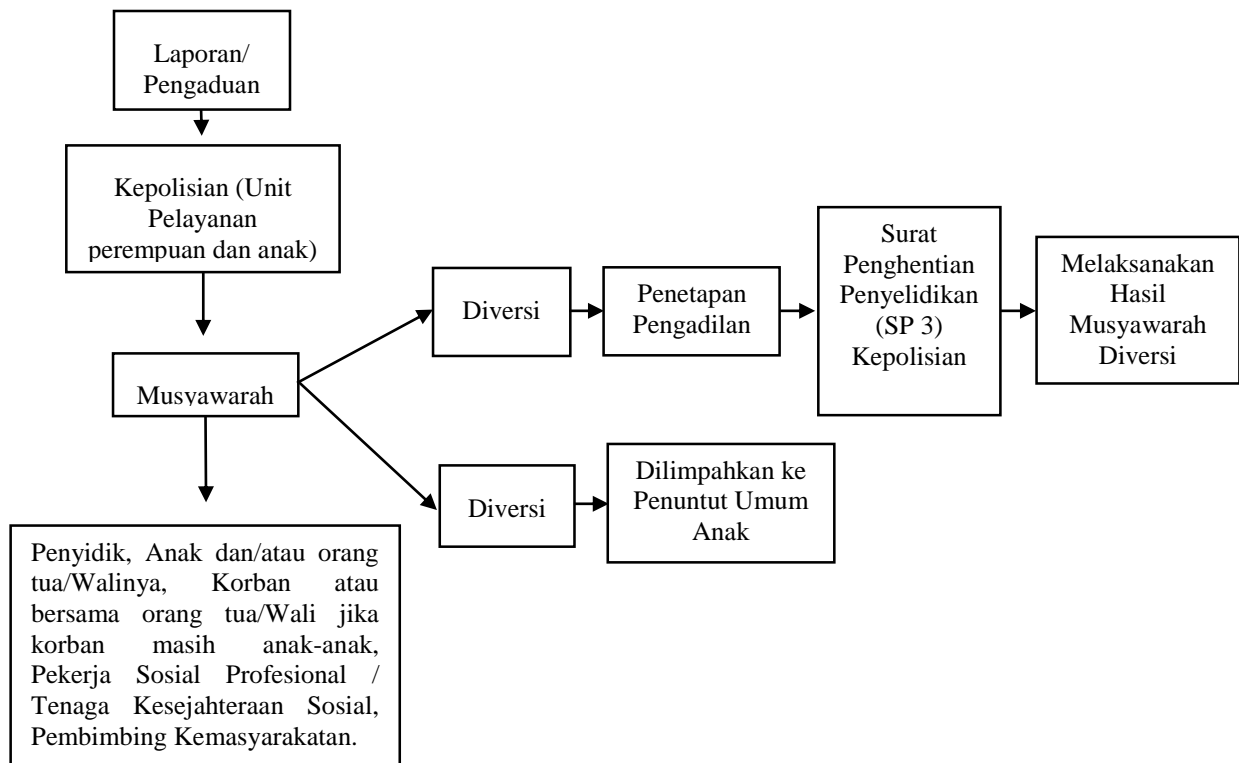 Laporan/
Pengaduan
Kepolisian (Unit
Pelayanan
perempuan dan anak)
Musyawarah
Penyidik, Anak dan/atau orang
tua/Walinya, Korban atau
bersama orang tua/Wali jika
korban masih anak-anak,
Pekerja Sosial Profesional /
Tenaga Kesejahteraan Sosial,
Pembimbing Kemasyarakatan.
Diversi
Penetapan
Pengadilan
Surat
Penghentian
Penyelidikan
(SP 3)
Kepolisian
Melaksanakan
Hasil
Musyawarah
Diversi
Diversi
Dilimpahkan ke
Penuntut Umum
Anak